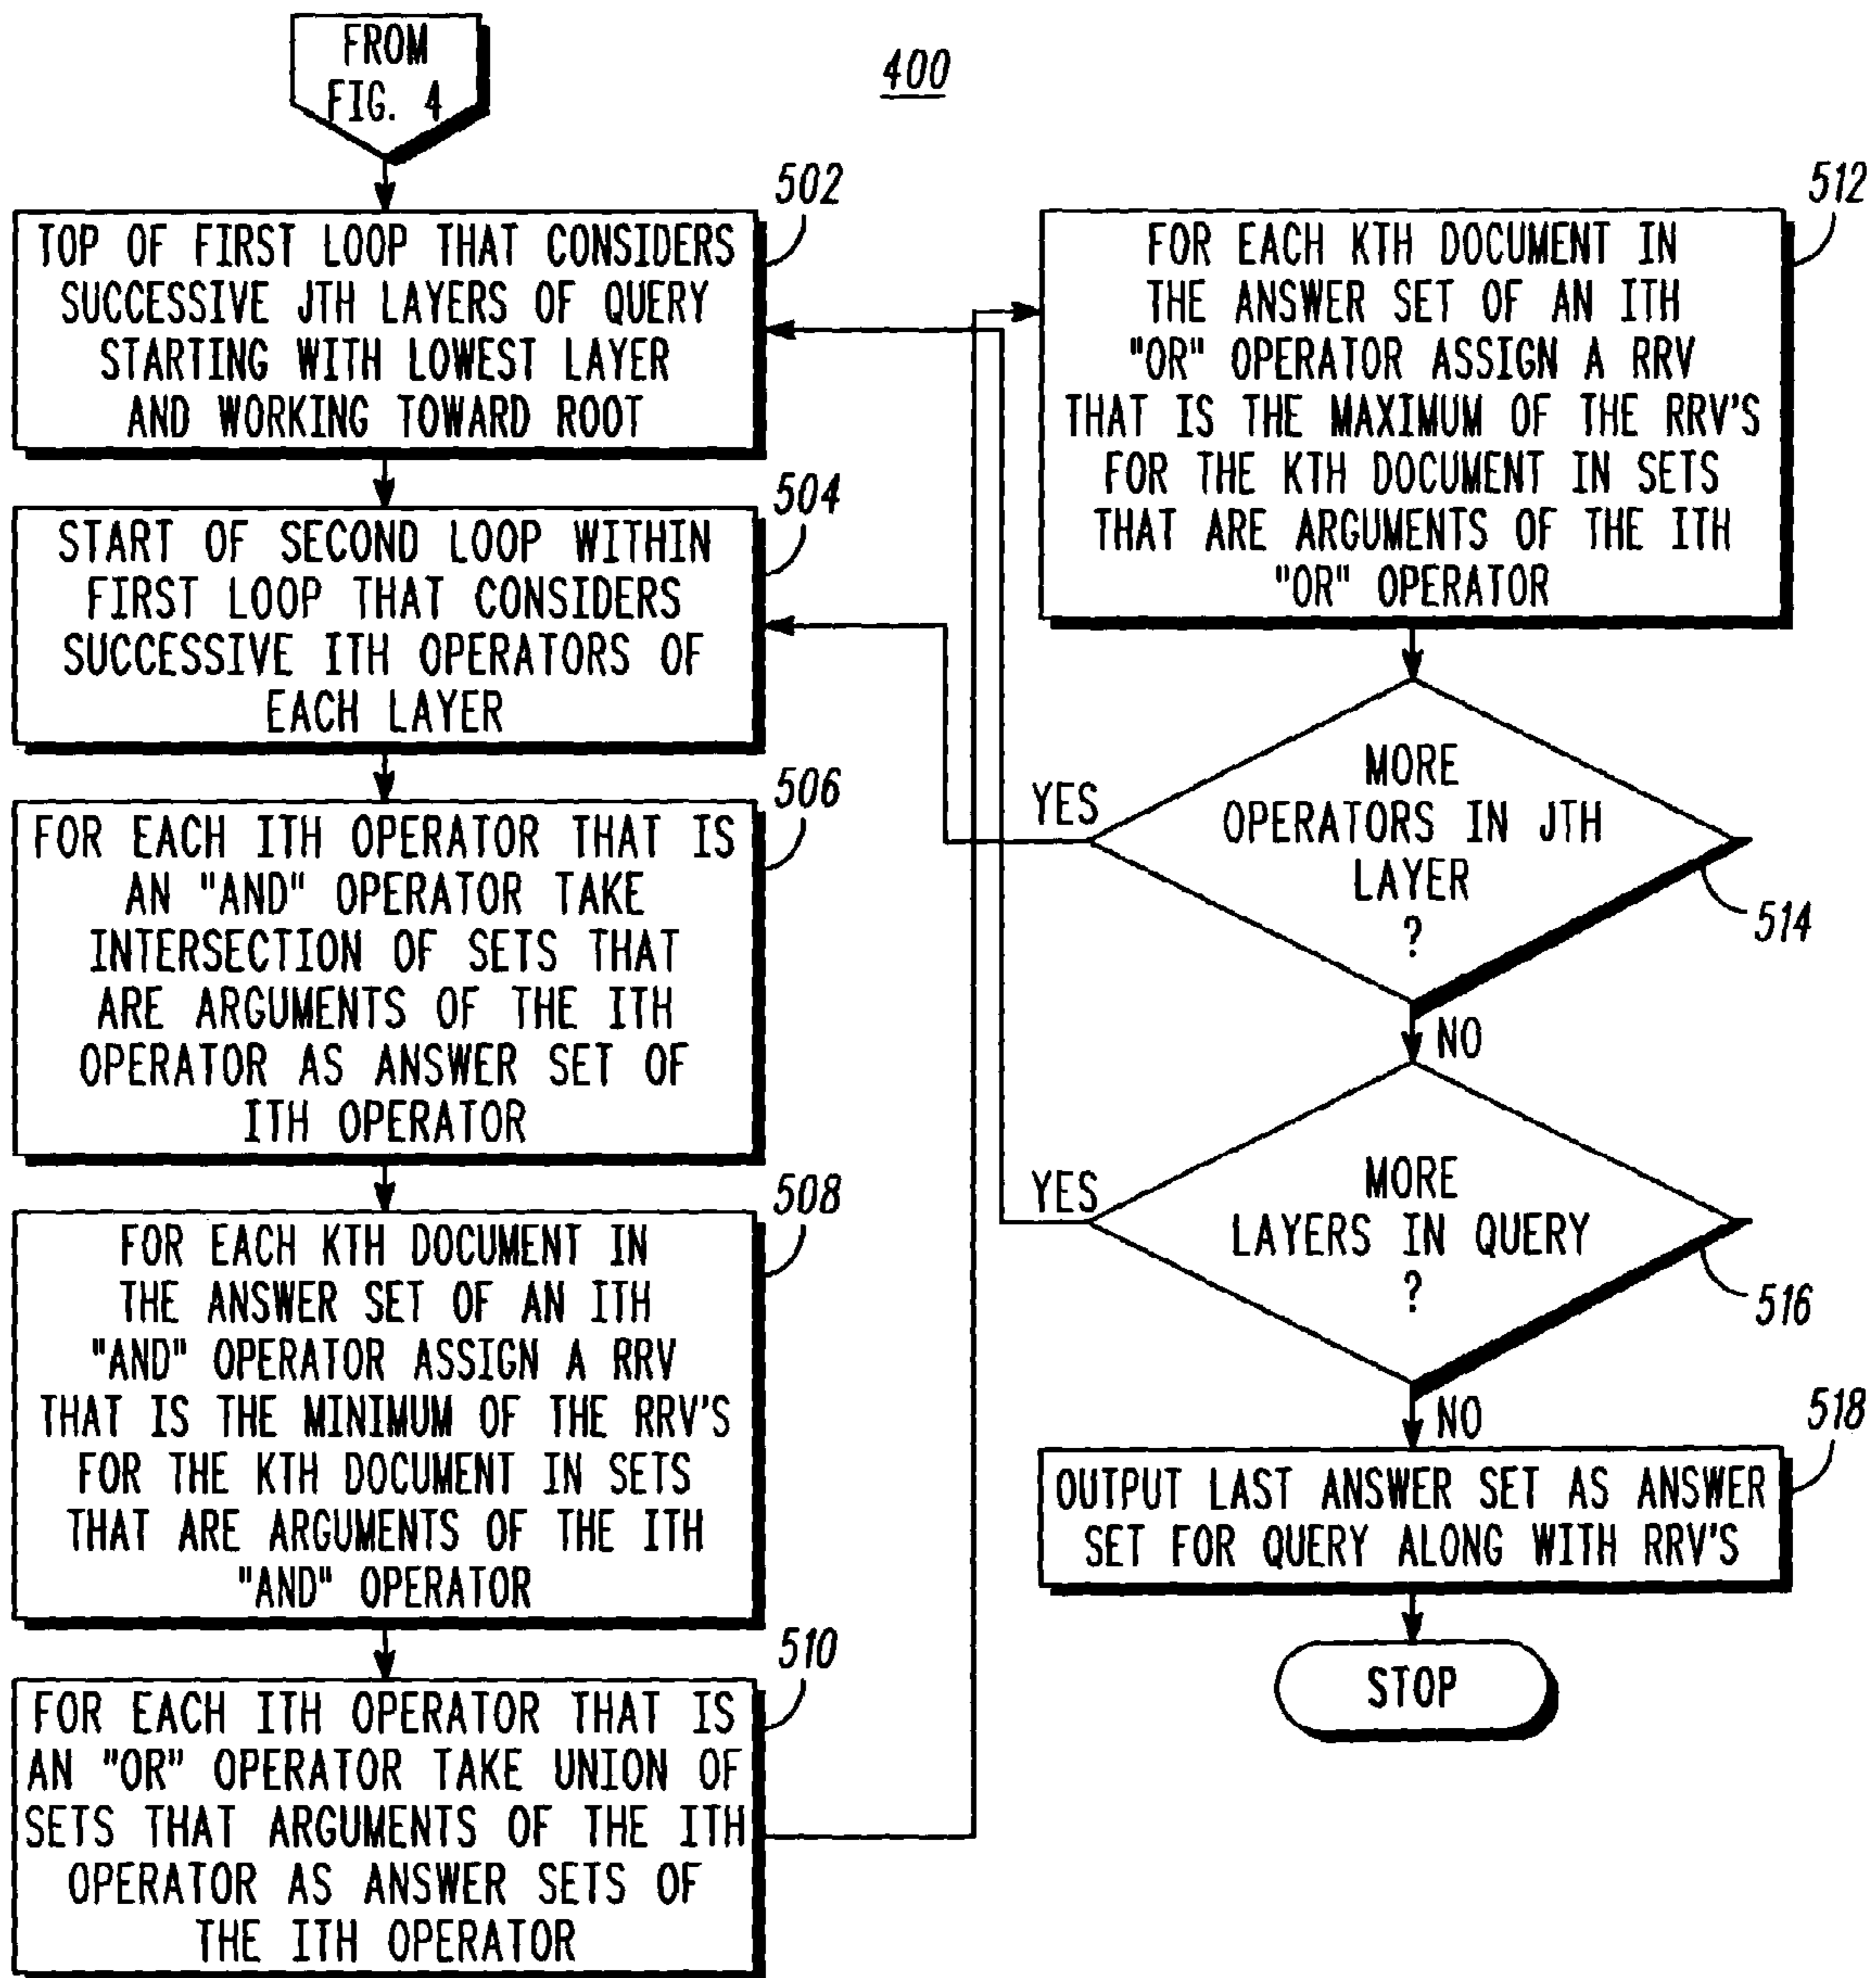 FROM
FIG. 4
400
502
TOP OF FIRST LOOP THAT CONSIDERS
SUCCESSIVE JTH LAYERS OF QUERY
STARTING WITH LOWEST LAYER
AND WORKING TOWARD ROOT
504
START OF SECOND LOOP WITHIN
FIRST LOOP THAT CONSIDERS
SUCCESSIVE ITH OPERATORS OF
EACH LAYER
506
FOR EACH ITH OPERATOR THAT IS
AN "AND" OPERATOR TAKE
INTERSECTION OF SETS THAT
ARE ARGUMENTS OF THE ITH
OPERATOR AS ANSWER SET OF
ITH OPERATOR
508
FOR EACH KTH DOCUMENT IN
THE ANSWER SET OF AN ITH
"AND" OPERATOR ASSIGN A RRV
THAT IS THE MINIMUM OF THE RRV'S
FOR THE KTH DOCUMENT IN SETS
THAT ARE ARGUMENTS OF THE ITH
"AND" OPERATOR
510
FOR EACH ITH OPERATOR THAT IS
AN "OR" OPERATOR TAKE UNION OF
SETS THAT ARGUMENTS OF THE ITH
OPERATOR AS ANSWER SETS OF
THE ITH OPERATOR
512
FOR EACH KTH DOCUMENT IN
THE ANSWER SET OF AN ITH
"OR" OPERATOR ASSIGN A RRV
THAT IS THE MAXIMUM OF THE RRV'S
FOR THE KTH DOCUMENT IN SETS
THAT ARE ARGUMENTS OF THE ITH
"OR" OPERATOR
YES
MORE
OPERATORS IN JTH
LAYER
?
514
NO
YES
MORE
LAYERS IN QUERY
?
516
NO
518
OUTPUT LAST ANSWER SET AS ANSWER
SET FOR QUERY ALONG WITH RRV'S
STOP